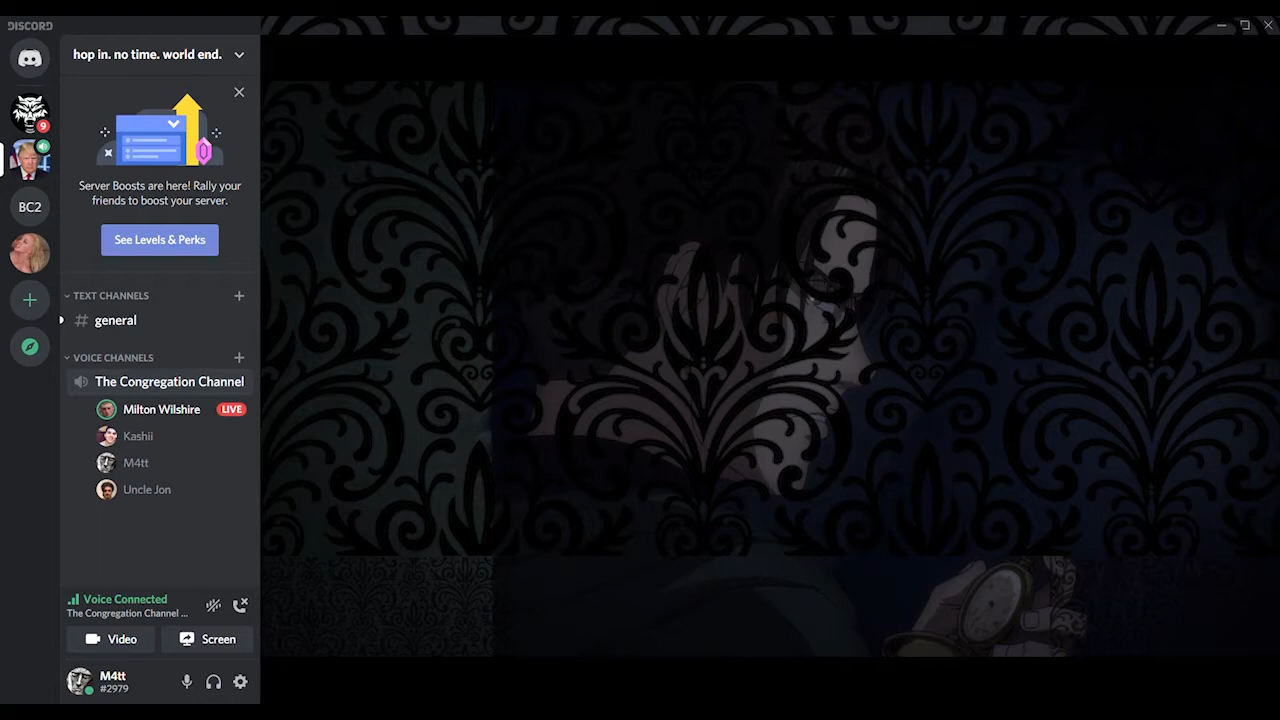 DISCORD
hop in. no time. world end.
9
BC2
Server Boosts are here! Rally your
friends to boost your server.
See Levels & Perks
TEXT CHANNELS
# general
VOICE CHANNELS
The Congregation Channel
Milton Wilshire LIVE
Kashii
M4tt
Uncle Jon
Voice Connected
The Congregation Channel ...
Video Screen
M4tt
#2979